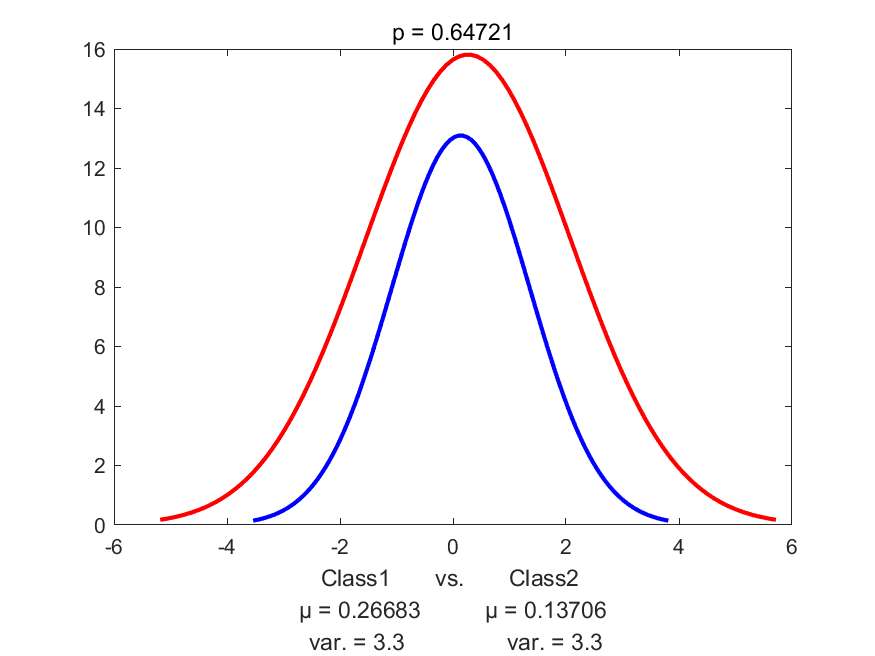 p = 0.64721
16
14
12
10
8
6
4
2
0
-6 -4 -2 0 2 4 6
Class1 vs. Class2
μ = 0.26683 μ = 0.13706
var. = 3.3 var. = 3.3